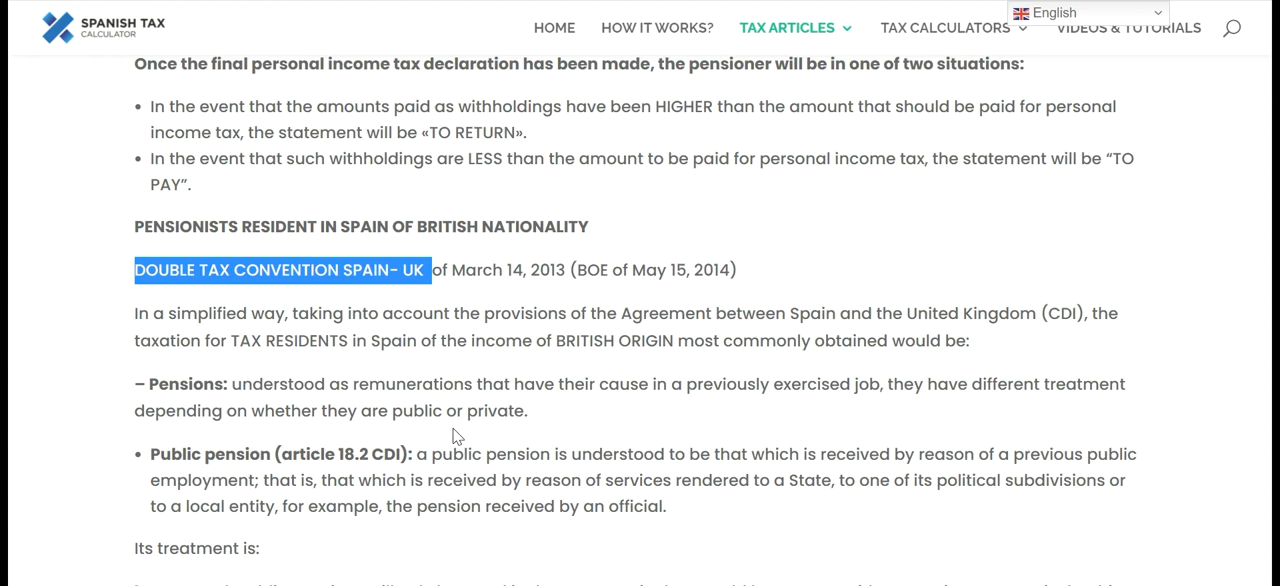 SPANISH TAX
CALCULATOR
HOME
HOW IT WORKS?
TAX ARTICLES
TAX CALCULATORS
VIDEOS & TUTORIALS
English
Once the final personal income tax declaration has been made, the pensioner will be in one of two situations:
• In the event that the amounts paid as withholdings have been HIGHER than the amount that should be paid for personal
income tax, the statement will be «TO RETURN».
• In the event that such withholdings are LESS than the amount to be paid for personal income tax, the statement will be “TO
PAY”.
PENSIONISTS RESIDENT IN SPAIN OF BRITISH NATIONALITY
DOUBLE TAX CONVENTION SPAIN- UK of March 14, 2013 (BOE of May 15, 2014)
In a simplified way, taking into account the provisions of the Agreement between Spain and the United Kingdom (CDI), the
taxation for TAX RESIDENTS in Spain of the income of BRITISH ORIGIN most commonly obtained would be:
– Pensions: understood as remunerations that have their cause in a previously exercised job, they have different treatment
depending on whether they are public or private.
• Public pension (article 18.2 CDI): a public pension is understood to be that which is received by reason of a previous public
employment; that is, that which is received by reason of services rendered to a State, to one of its political subdivisions or
to a local entity, for example, the pension received by an official.
Its treatment is: